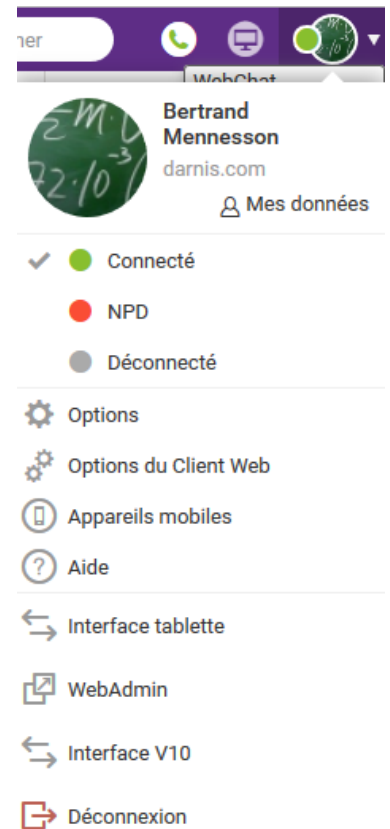 ner
WebChat
Bertrand
Mennesson
darnis.com
Mes données
Connecté
NPD
Déconnecté
Options
Options du Client Web
Appareils mobiles
Aide
Interface tablette
WebAdmin
Interface V10
Déconnexion